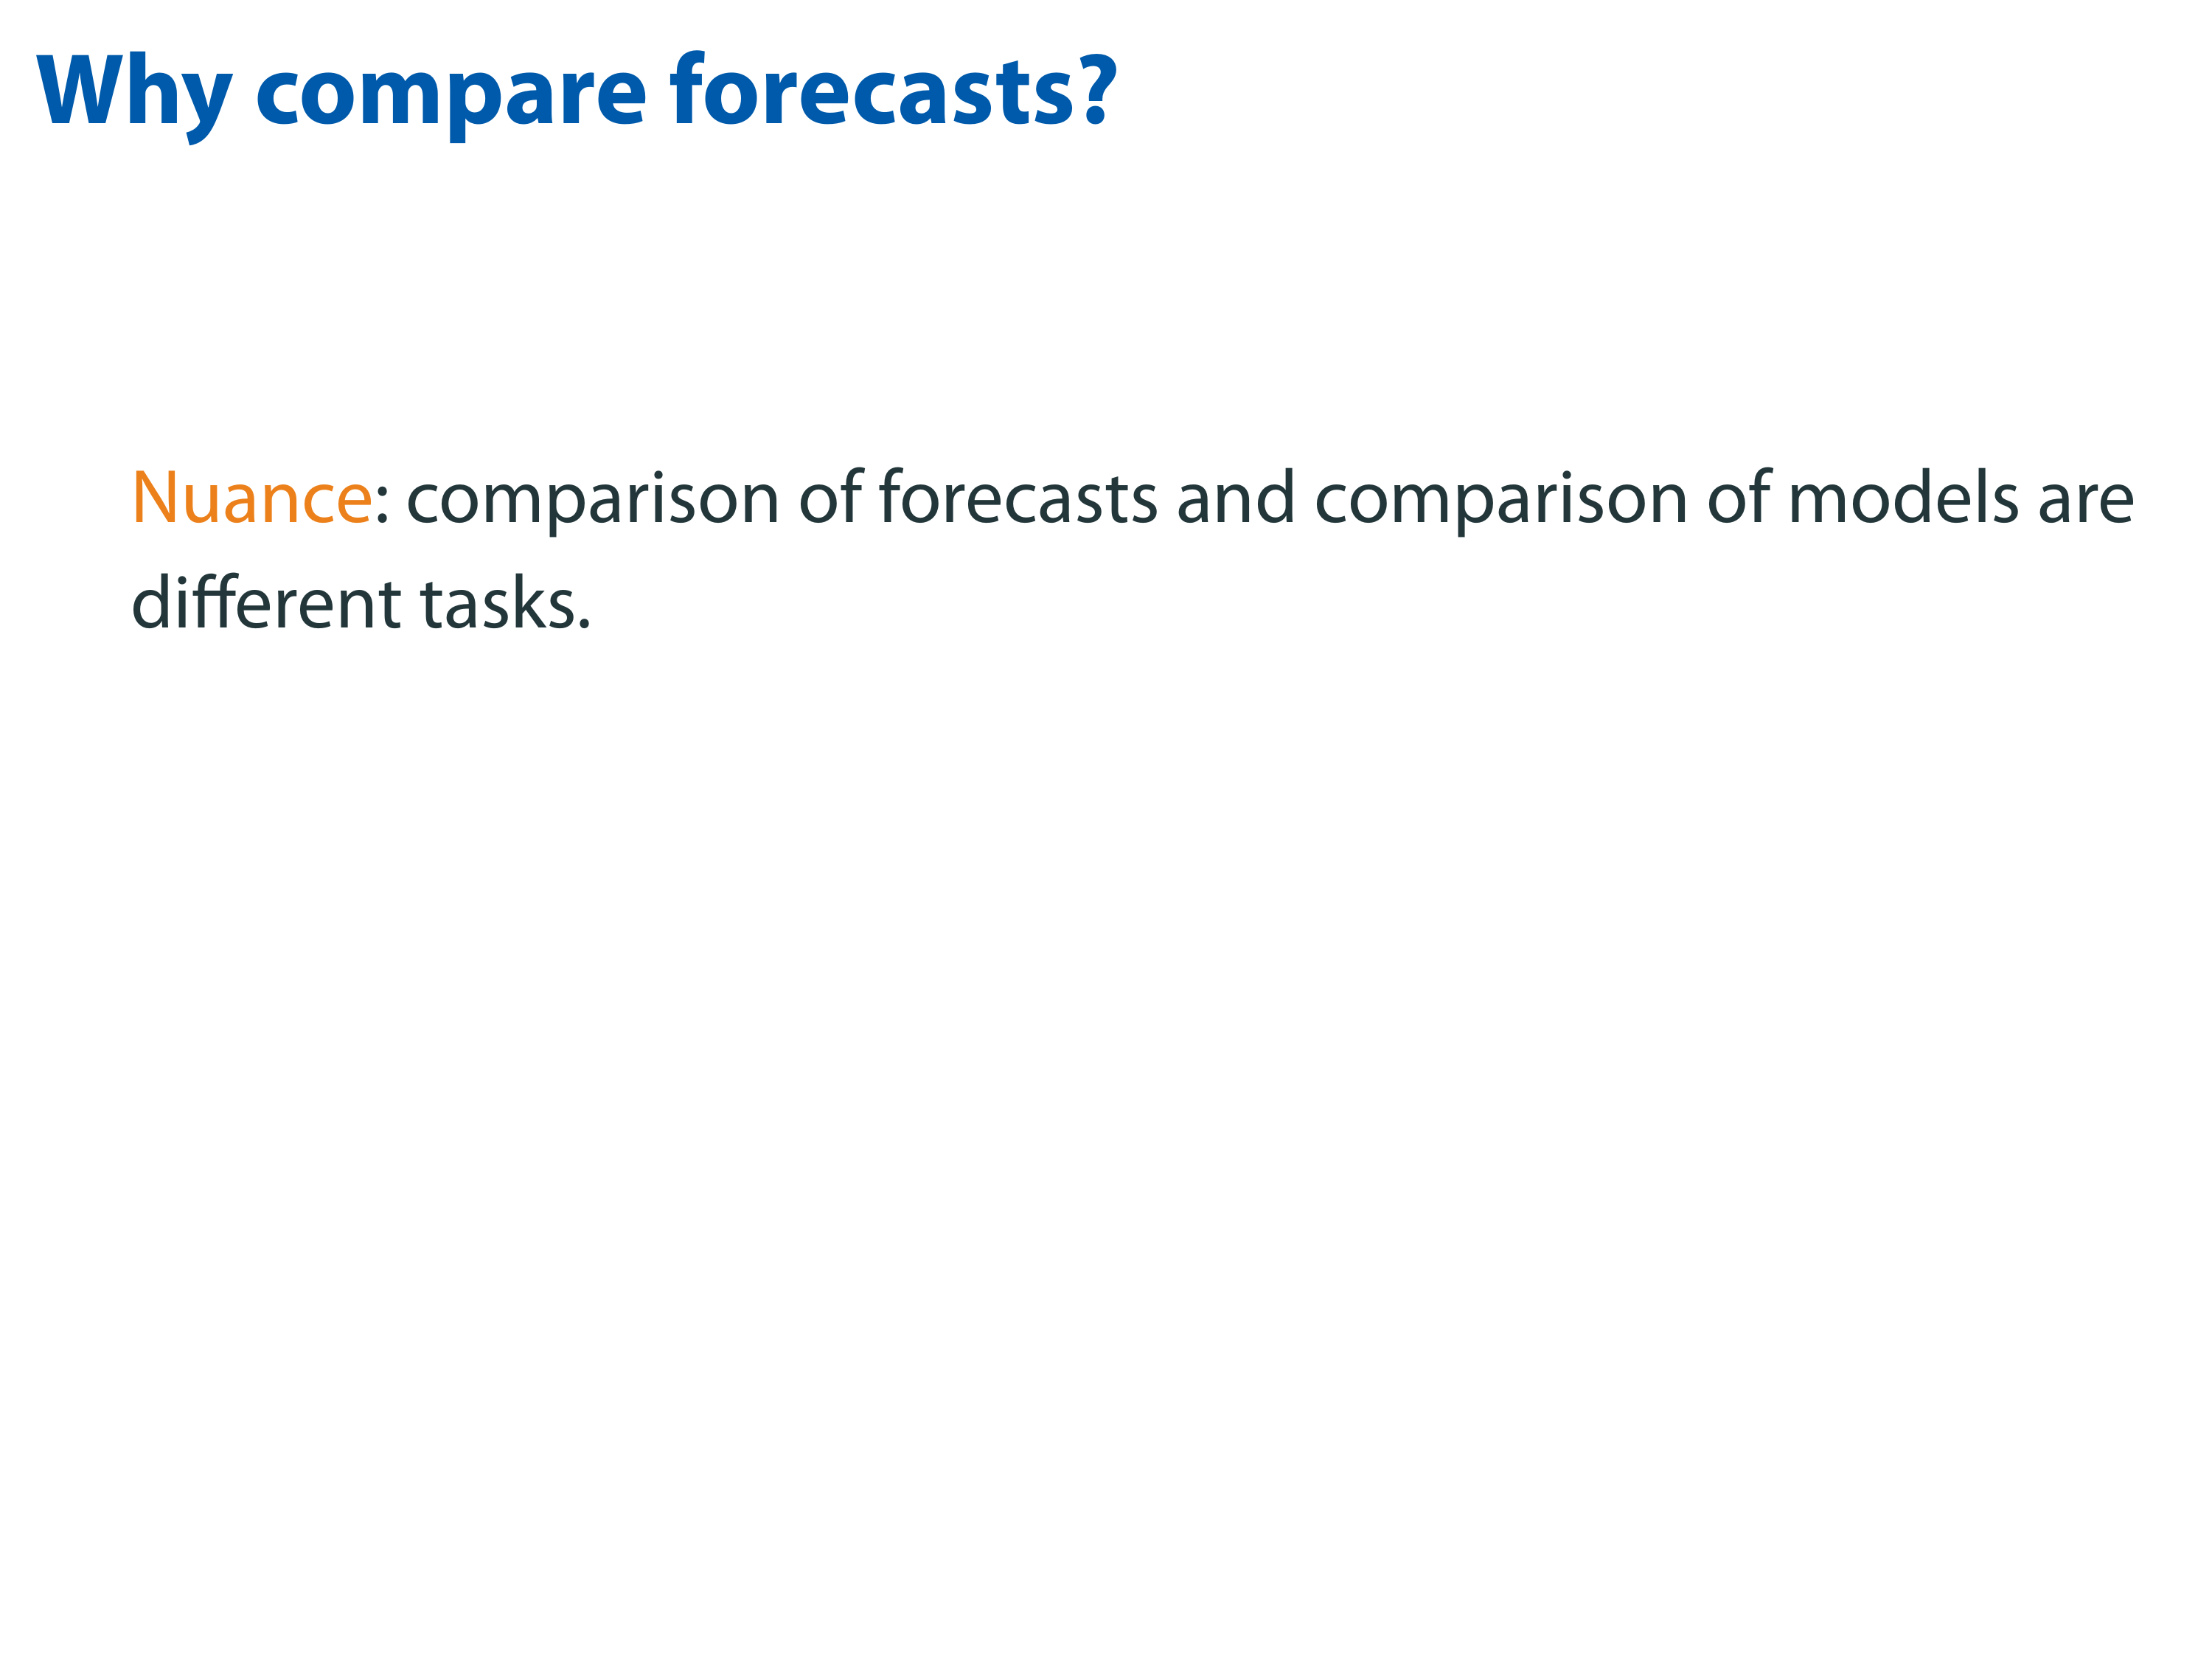 Why compare forecasts?
Nuance: comparison of forecasts and comparison of models are
different tasks.